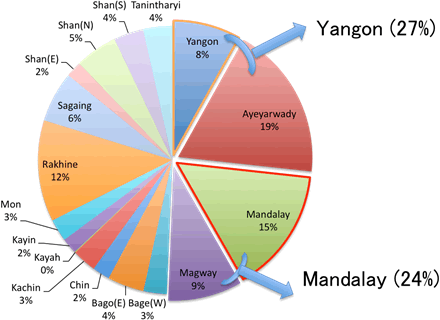 Shan(S)
4%
Tanintharyi
4%
Shan(N)
5%
Yangon
8%
Yangon (27%)
Shan(E)
2%
Sagaing
6%
Ayeyarwady
19%
Rakhine
12%
Mandalay
15%
Mon
3%
Kayin
2%
Kayah
0%
Kachin
3%
Chin
2%
Bago(E)
4%
Bage(W)
3%
Magway
9%
Mandalay (24%)